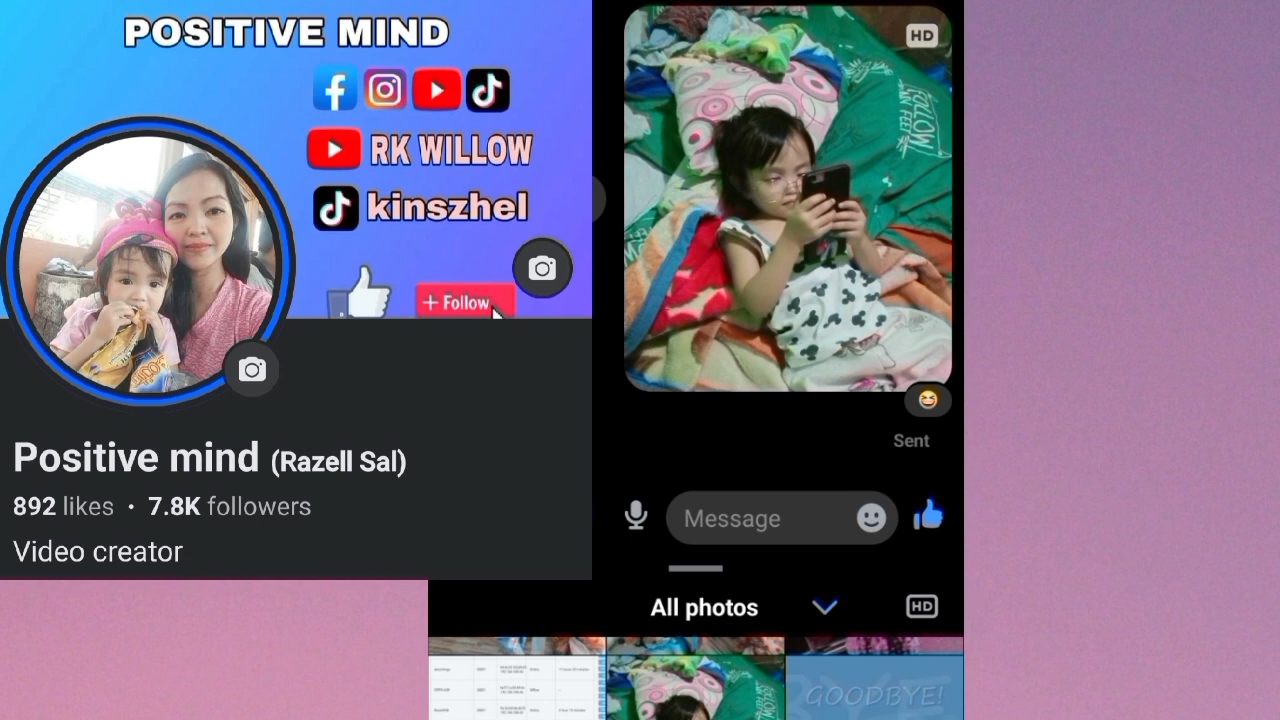 POSITIVE MIND
RK WILLOW
kinszhel
+ Follow
Positive mind (Razell Sal)
892 likes · 7.8K followers
Video creator
HD
FOLLOW
Sent
Message
All photos
HD
GOODBYE!